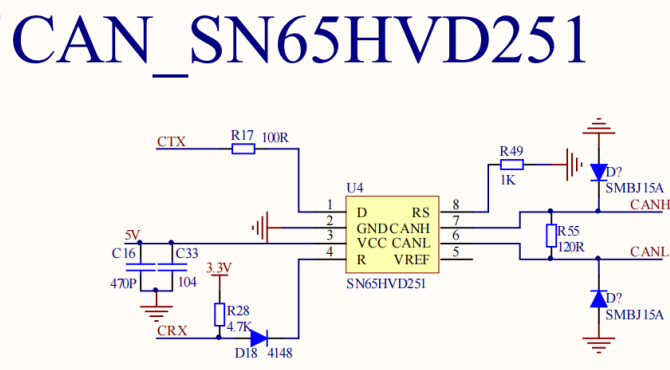 CAN_SN65HVD251
CTX
R17 100R
R49
1K
D?
SMBJ15A
CANH
U4
1 D RS 8
2 GND CANH 7
3 VCC CANL 6
4 R VREF 5
SN65HVD251
R55
120R
CANL
5V
C16 C33
470P 104
3.3V
R28
4.7K
CRX
D18 4148
D?
SMBJ15A